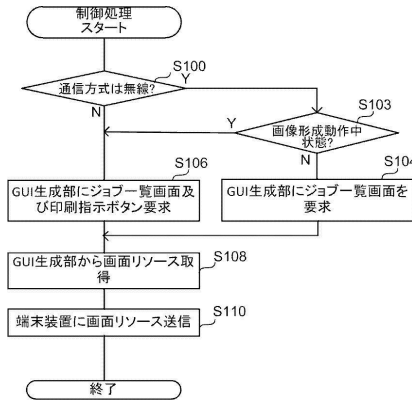 制御処理
スタート
S100
通信方式は無線?
Y
N
S103
画像形成動作中
状態?
Y
N
S106
GUI生成部にジョブ一覧画面及
び印刷指示ボタン要求
S104
GUI生成部にジョブ一覧画面を
要求
S108
GUI生成部から画面リソース取
得
S110
端末装置に画面リソース送信
終了